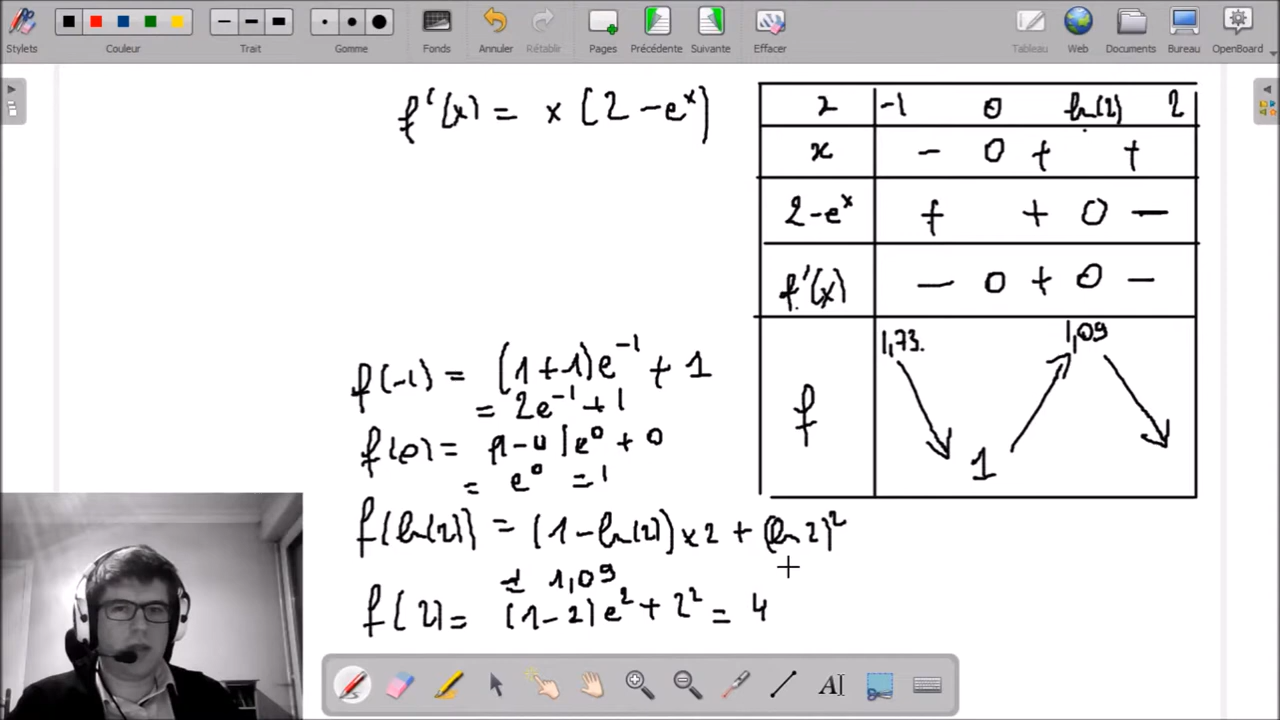 Stylets Couleur Trait Gomme Fonds Annuler Rétablir Pages Précédente Suivante Effacer Tableau Web Documents Bureau OpenBoard
f'(x) = x (2 - e^x)
x -1 0 ln(2) 2
x - 0 + +
2-e^x + + 0 -
f'(x) - 0 + 0 -
f 1,73. 1 1,09
f(-1) = (1+1)e^-1 + 1
= 2e^-1 + 1
f(0) = (1-0)e^0 + 0
= e^0 = 1
f(ln(2)) = (1-ln(2)) x 2 + (ln 2)^2
= 1,09
f(2) = (1-2)e^2 + 2^2 = 4
AI